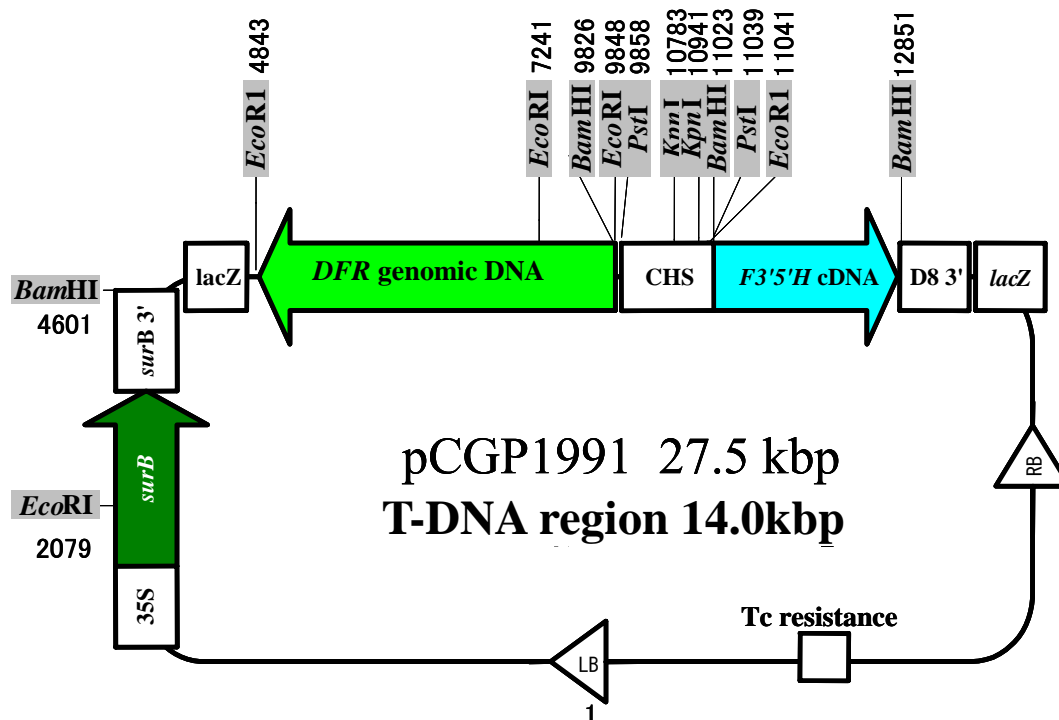 4843
7241
9826
9848
9858
10783
10941
11023
11039
11041
12851
EcoR1
EcoRI
BamHI
EcoRI
PstI
KnnI
KpnI
BamHI
PstI
EcoR1
BamHI
lacZ
DFR genomic DNA
CHS
F3'5'H cDNA
D8 3'
lacZ
BamHI
4601
surB 3'
surB
EcoRI
2079
35S
pCGP1991 27.5 kbp
T-DNA region 14.0kbp
RB
Tc resistance
LB
1